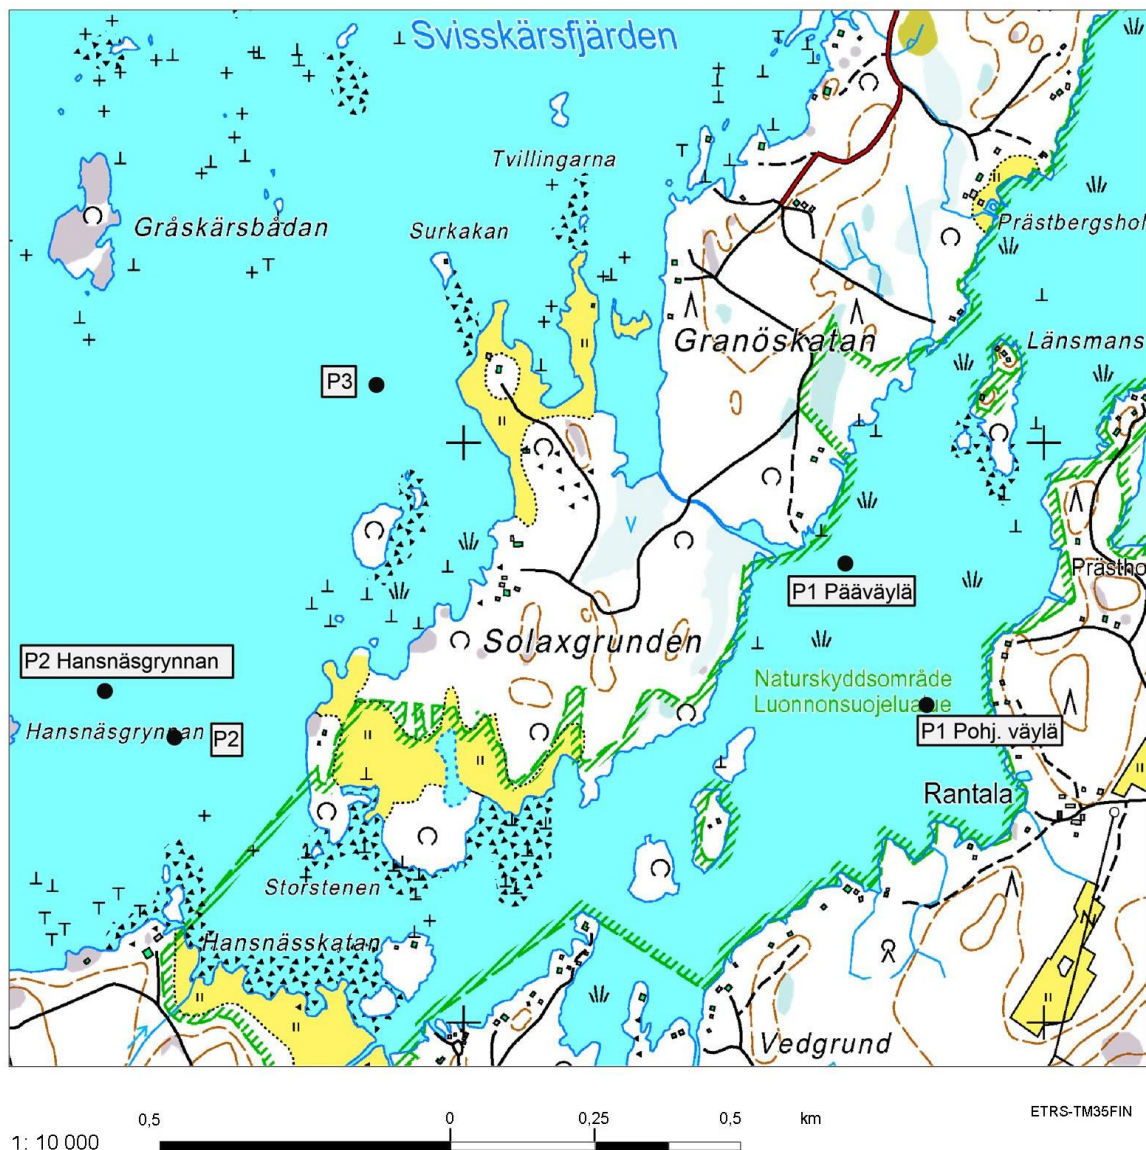 Svisskärsfjärden
Tvillingarna
Gråskärsbådan
Surkakan
Prästbergshol
Granöskatan
Länsmans
P3
P1 Pääväylä
Prästho
Solaxgrunden
P2 Hansnäsgrynnan
Naturskyddsområde
Luonnonsuojelualue
Hansnäsgrynnan
P2
P1 Pohj. väylä
Rantala
Storstenen
Hansnässkatan
Vedgrund
0,5 0 0,25 0,5 km
ETRS-TM35FIN
1: 10 000